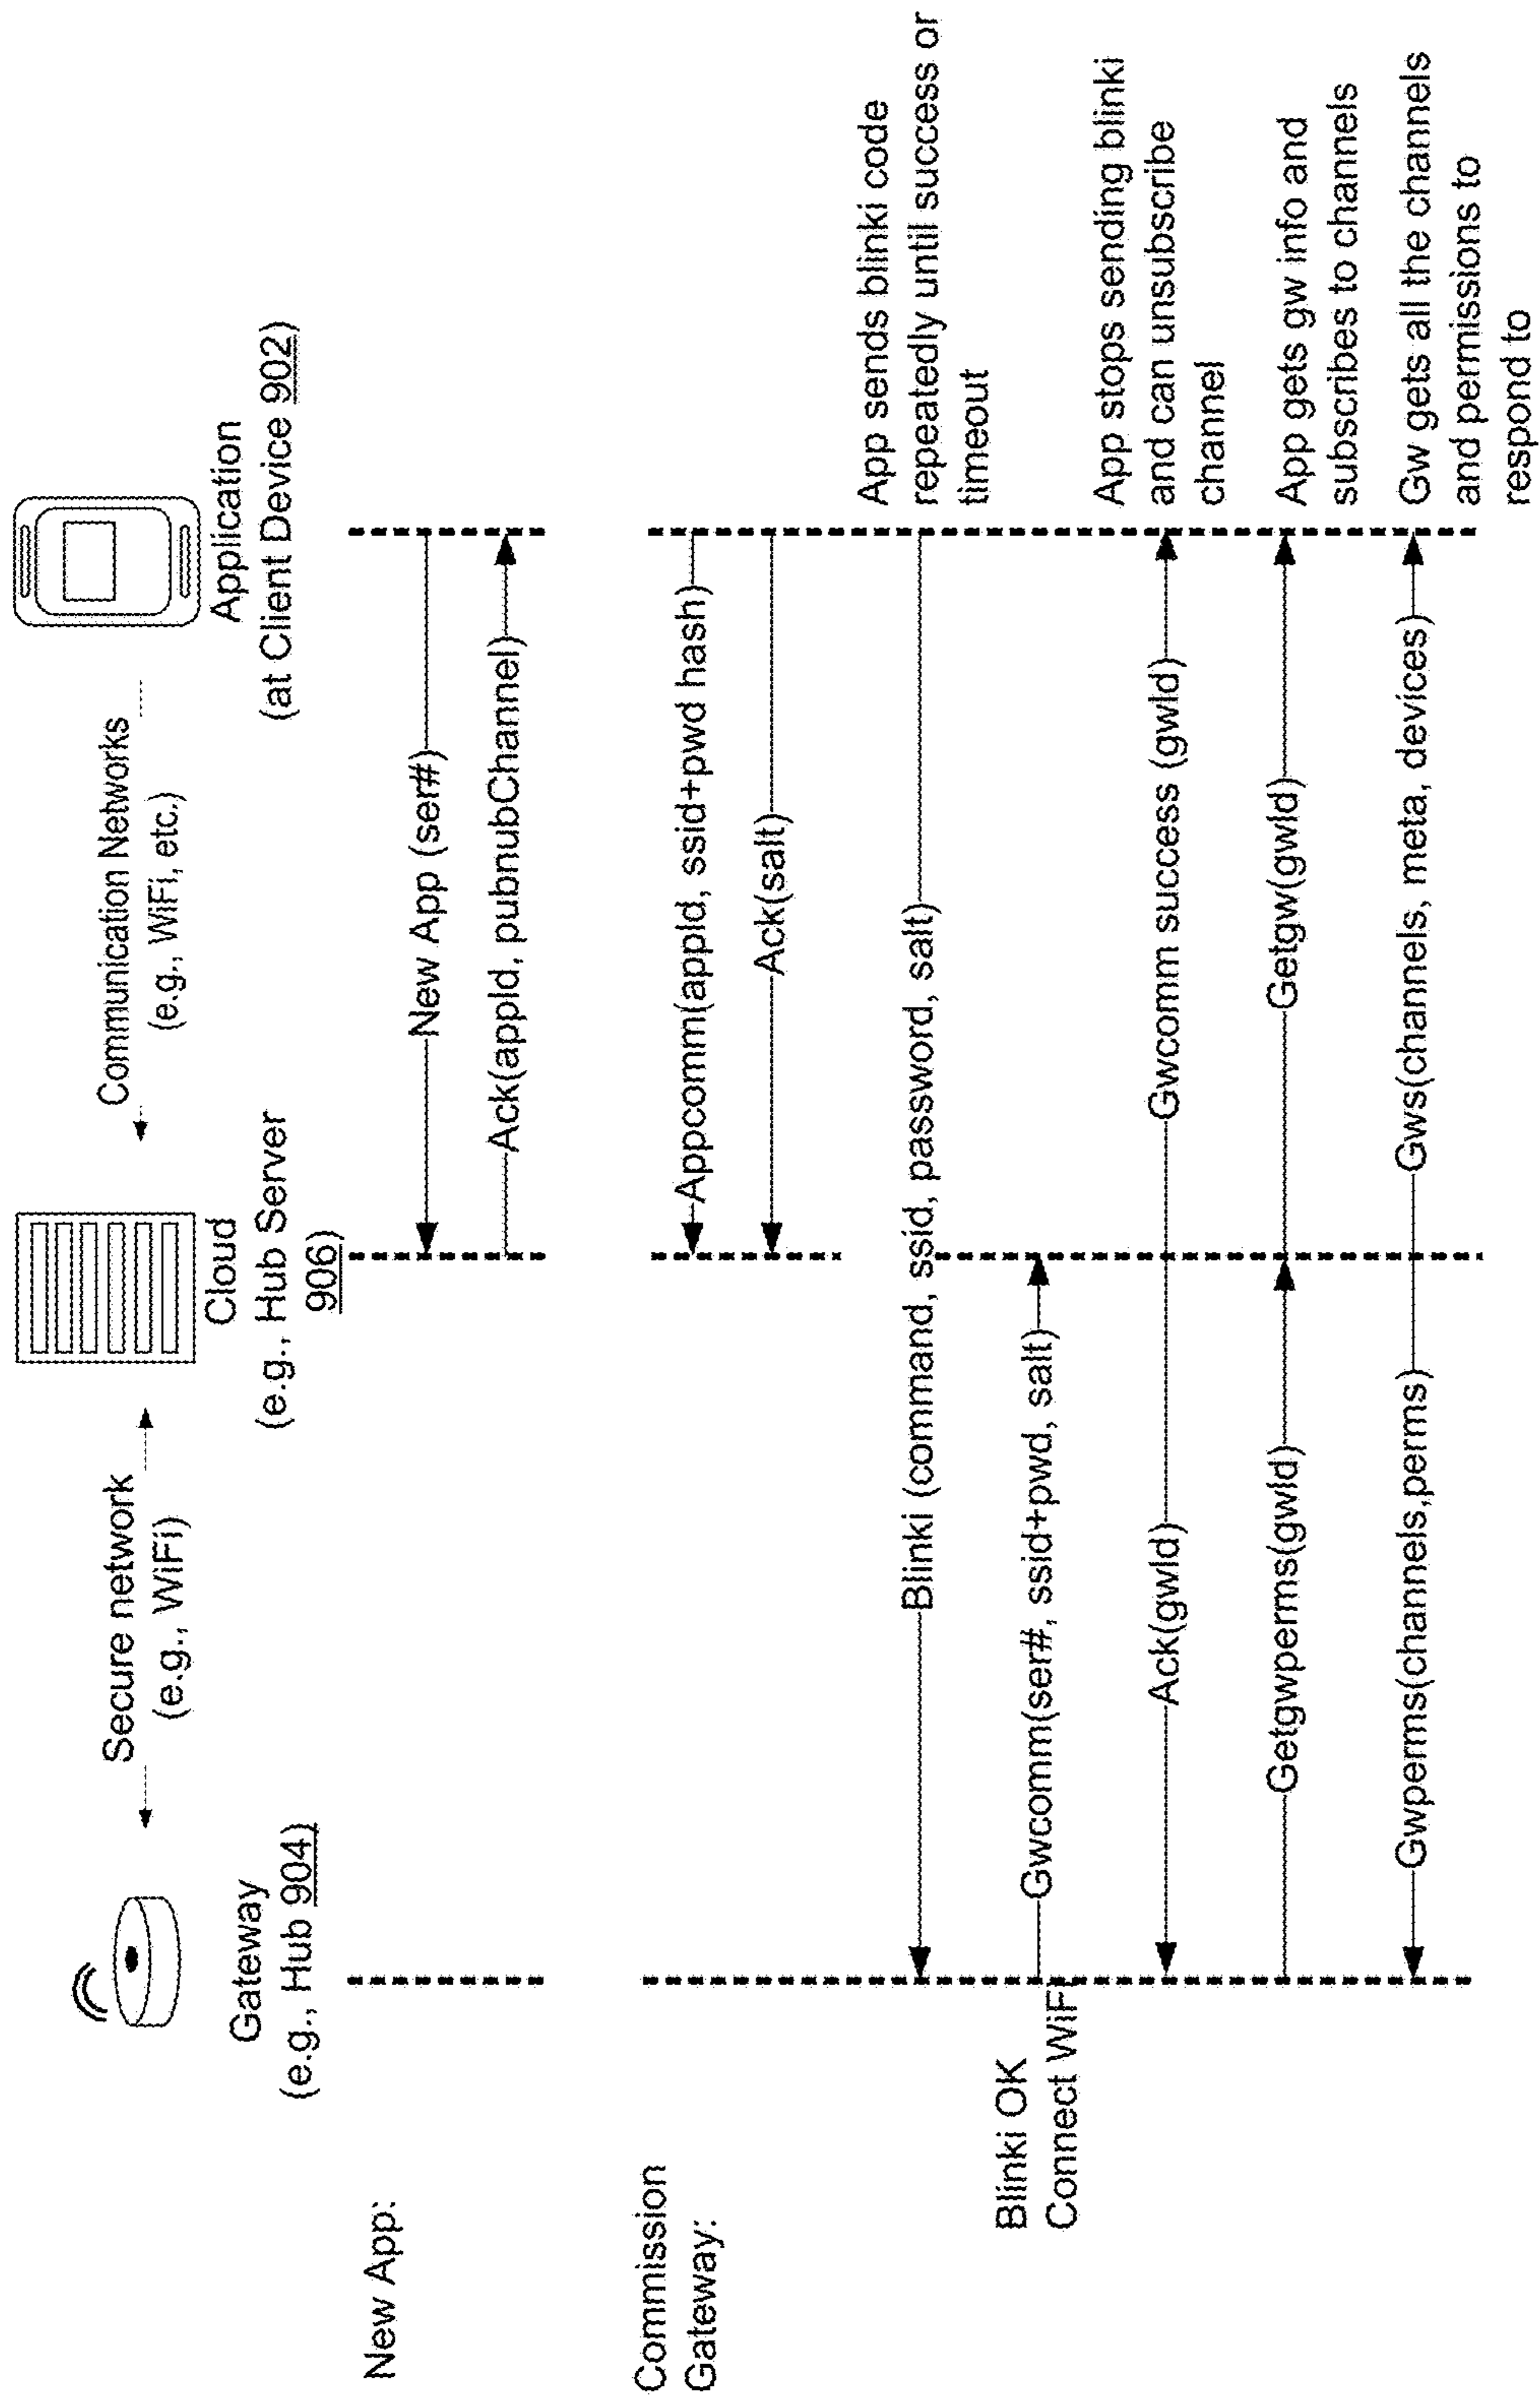 Gateway
(e.g., Hub 904)
Secure network
(e.g., WiFi)
Cloud
(e.g., Hub Server
906)
Communication Networks
(e.g., WiFi, etc.)
Application
(at Client Device 902)
New App:
New App (ser#)
Ack(appId, pubnubChannel)
Commission
Gateway:
Appcomm(appId, ssid+pwd hash)
Ack(salt)
Blinki (command, ssid, password, salt)
App sends blinki code
repeatedly until success or
timeout
Blinki OK
Connect WiFi
Gwcomm(ser#, ssid+pwd, salt)
Ack(gwId)
Gwcomm success (gwId)
App stops sending blinki
and can unsubscribe
channel
Getgwperms(gwId)
Getgw(gwId)
App gets gw info and
subscribes to channels
Gwperms(channels,perms)
Gws(channels, meta, devices)
Gw gets all the channels
and permissions to
respond to